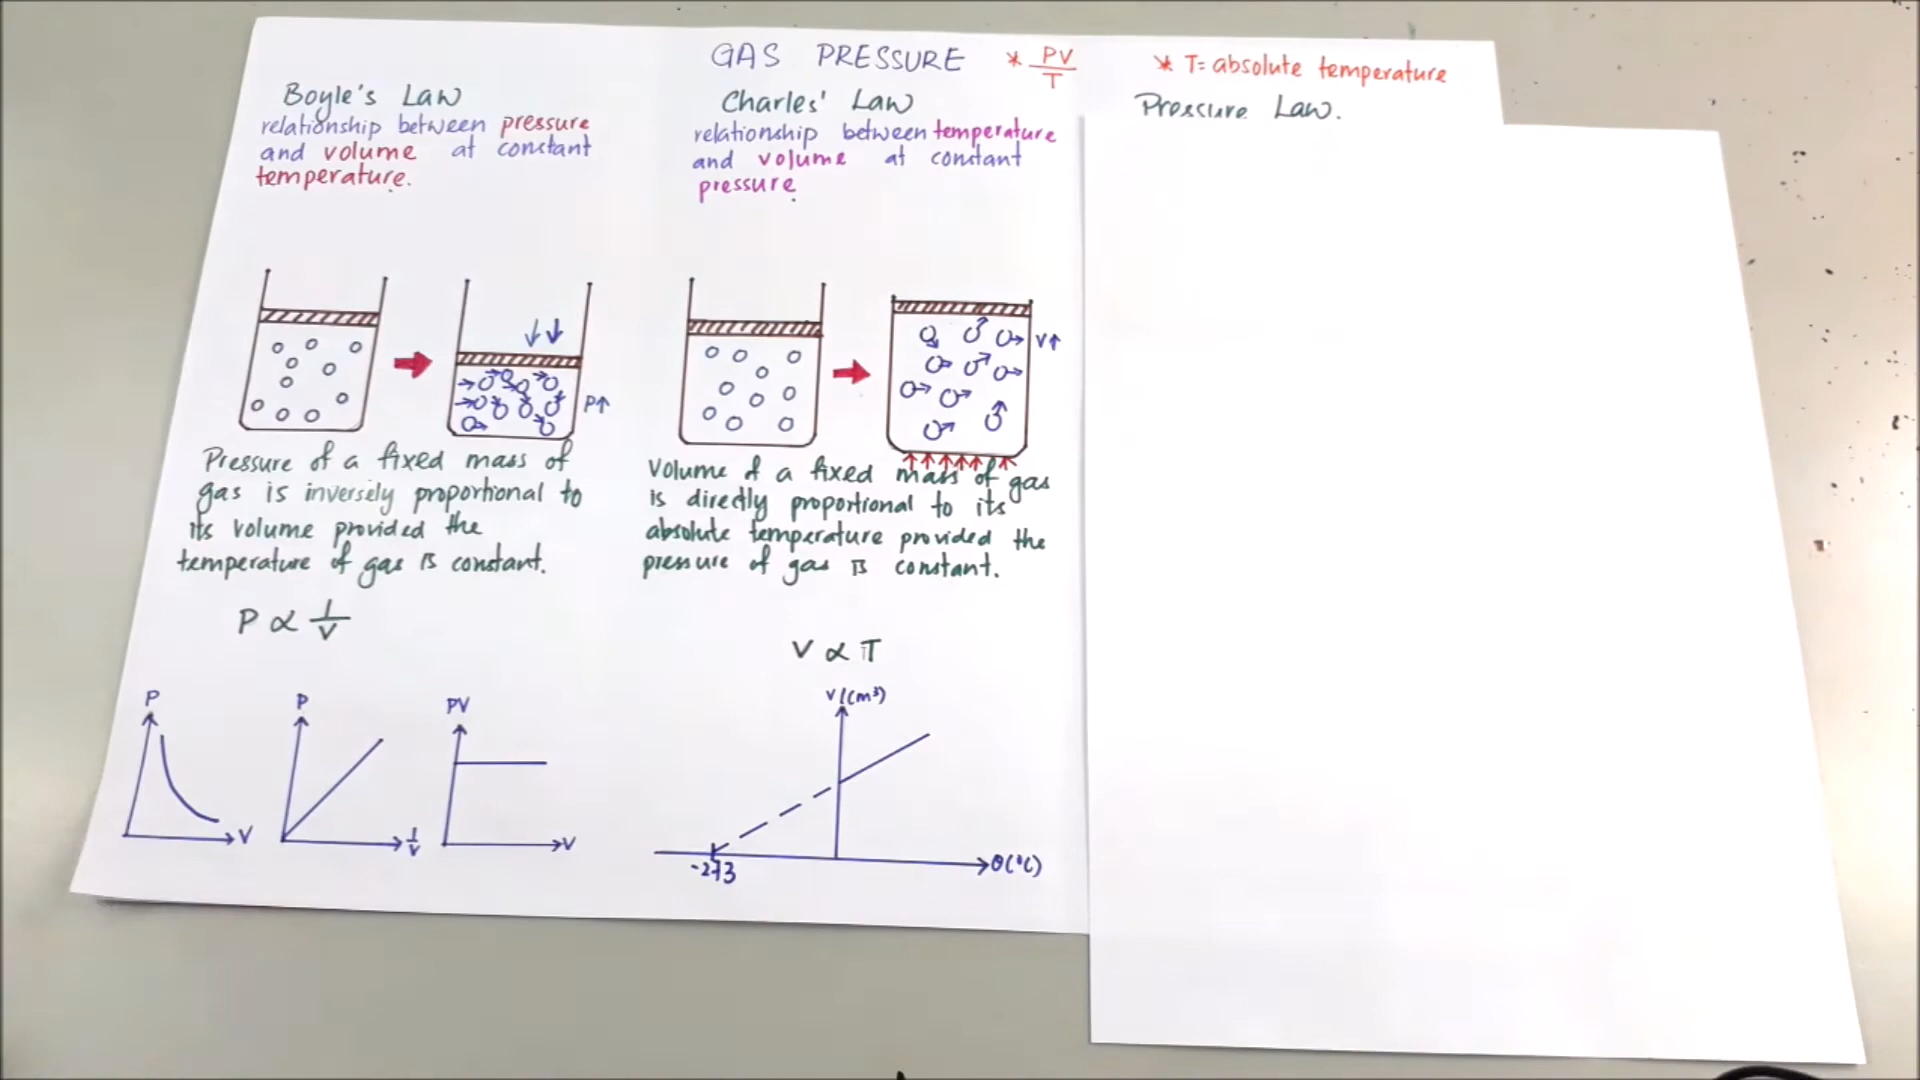 GAS PRESSURE * PV/T * T = absolute temperature
Boyle's Law
relationship between pressure
and volume at constant
temperature.
P↑
Pressure of a fixed mass of
gas is inversely proportional to
its volume provided the
temperature of gas is constant.
P ∝ 1/V
P
V
P
1/V
PV
V
Charles' Law
relationship between temperature
and volume at constant
pressure.
V↑
Volume of a fixed mass of gas
is directly proportional to its
absolute temperature provided the
pressure of gas is constant.
V ∝ T
V/(cm³)
-273
θ(°C)
Pressure Law.